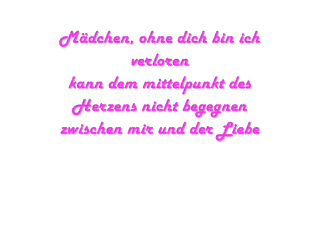 Mädchen, ohne dich bin ich
verloren
kann dem mittelpunkt des
Herzens nicht begegnen
zwischen mir und der Liebe